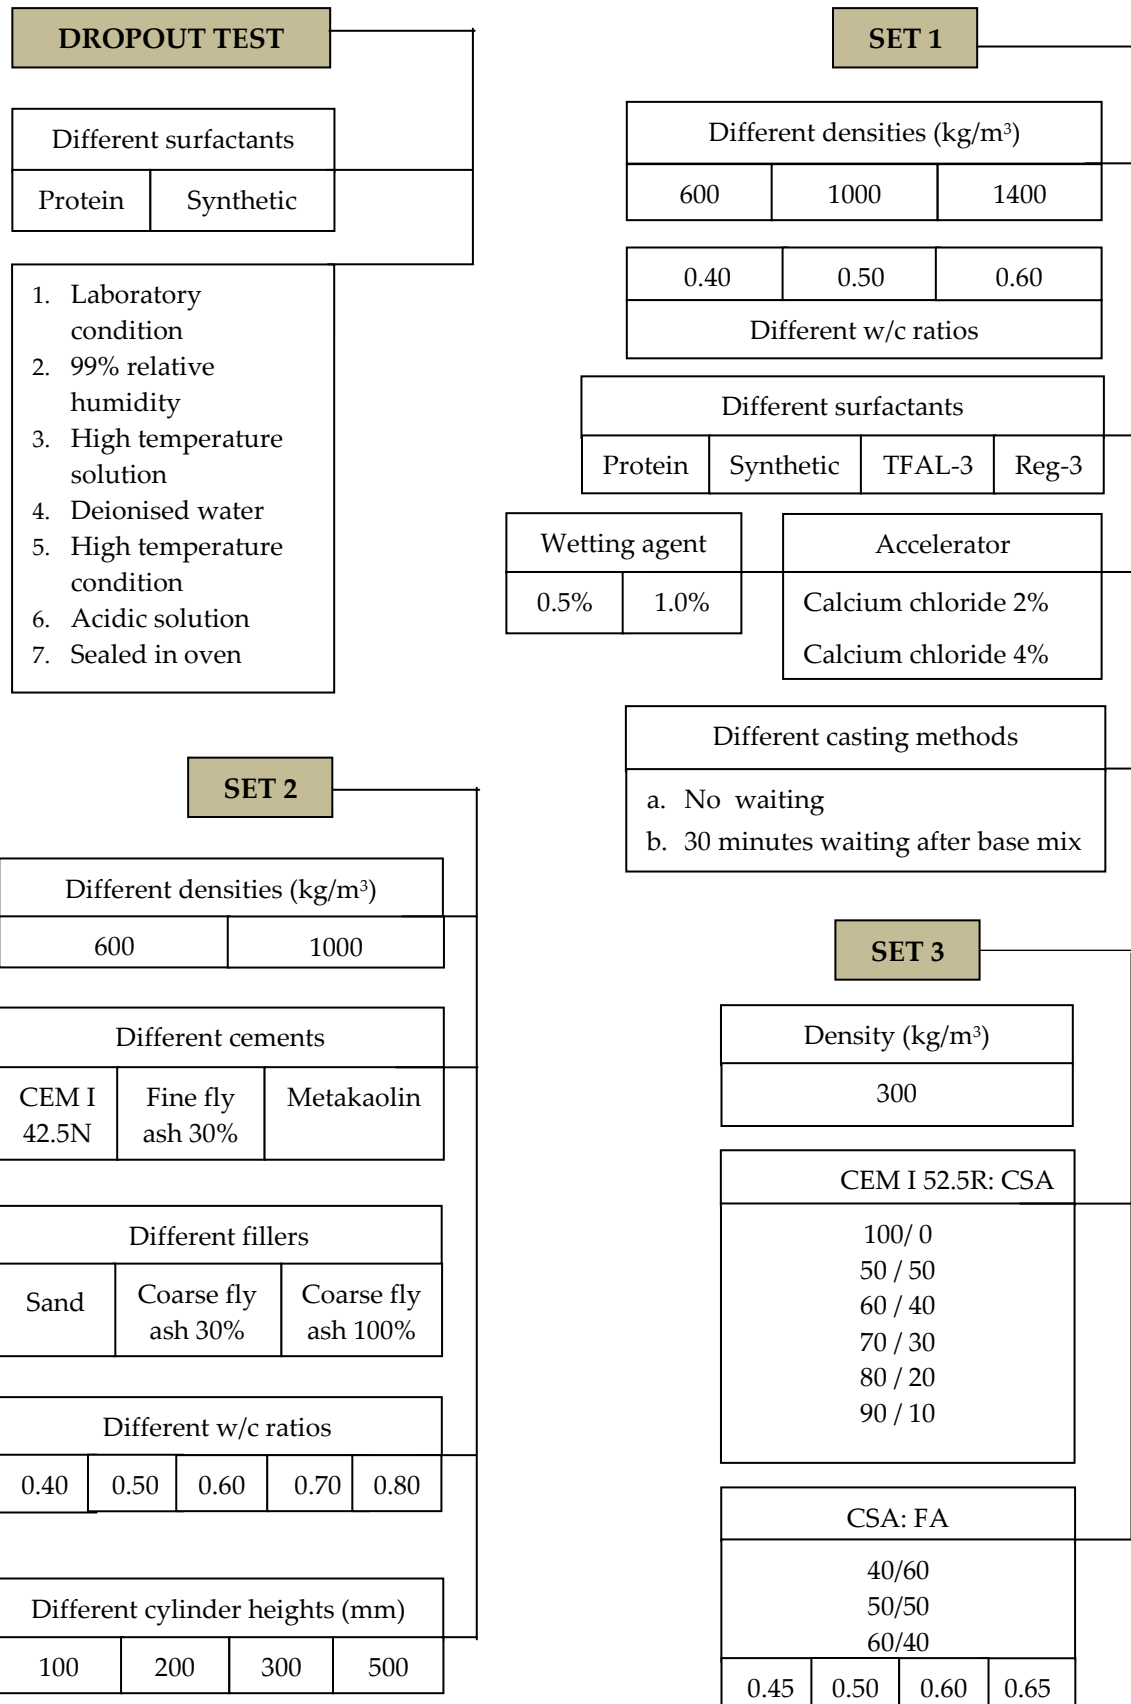 DROPOUT TEST
Different surfactants
Protein Synthetic
1. Laboratory
condition
2. 99% relative
humidity
3. High temperature
solution
4. Deionised water
5. High temperature
condition
6. Acidic solution
7. Sealed in oven
SET 1
Different densities (kg/m³)
600 1000 1400
0.40 0.50 0.60
Different w/c ratios
Different surfactants
Protein Synthetic TFAL-3 Reg-3
Wetting agent
0.5% 1.0%
Accelerator
Calcium chloride 2%
Calcium chloride 4%
Different casting methods
a. No waiting
b. 30 minutes waiting after base mix
SET 2
Different densities (kg/m³)
600 1000
Different cements
CEM I
42.5N
Fine fly
ash 30%
Metakaolin
Different fillers
Sand
Coarse fly
ash 30%
Coarse fly
ash 100%
Different w/c ratios
0.40 0.50 0.60 0.70 0.80
Different cylinder heights (mm)
100 200 300 500
SET 3
Density (kg/m³)
300
CEM I 52.5R: CSA
100/ 0
50 / 50
60 / 40
70 / 30
80 / 20
90 / 10
CSA: FA
40/60
50/50
60/40
0.45 0.50 0.60 0.65